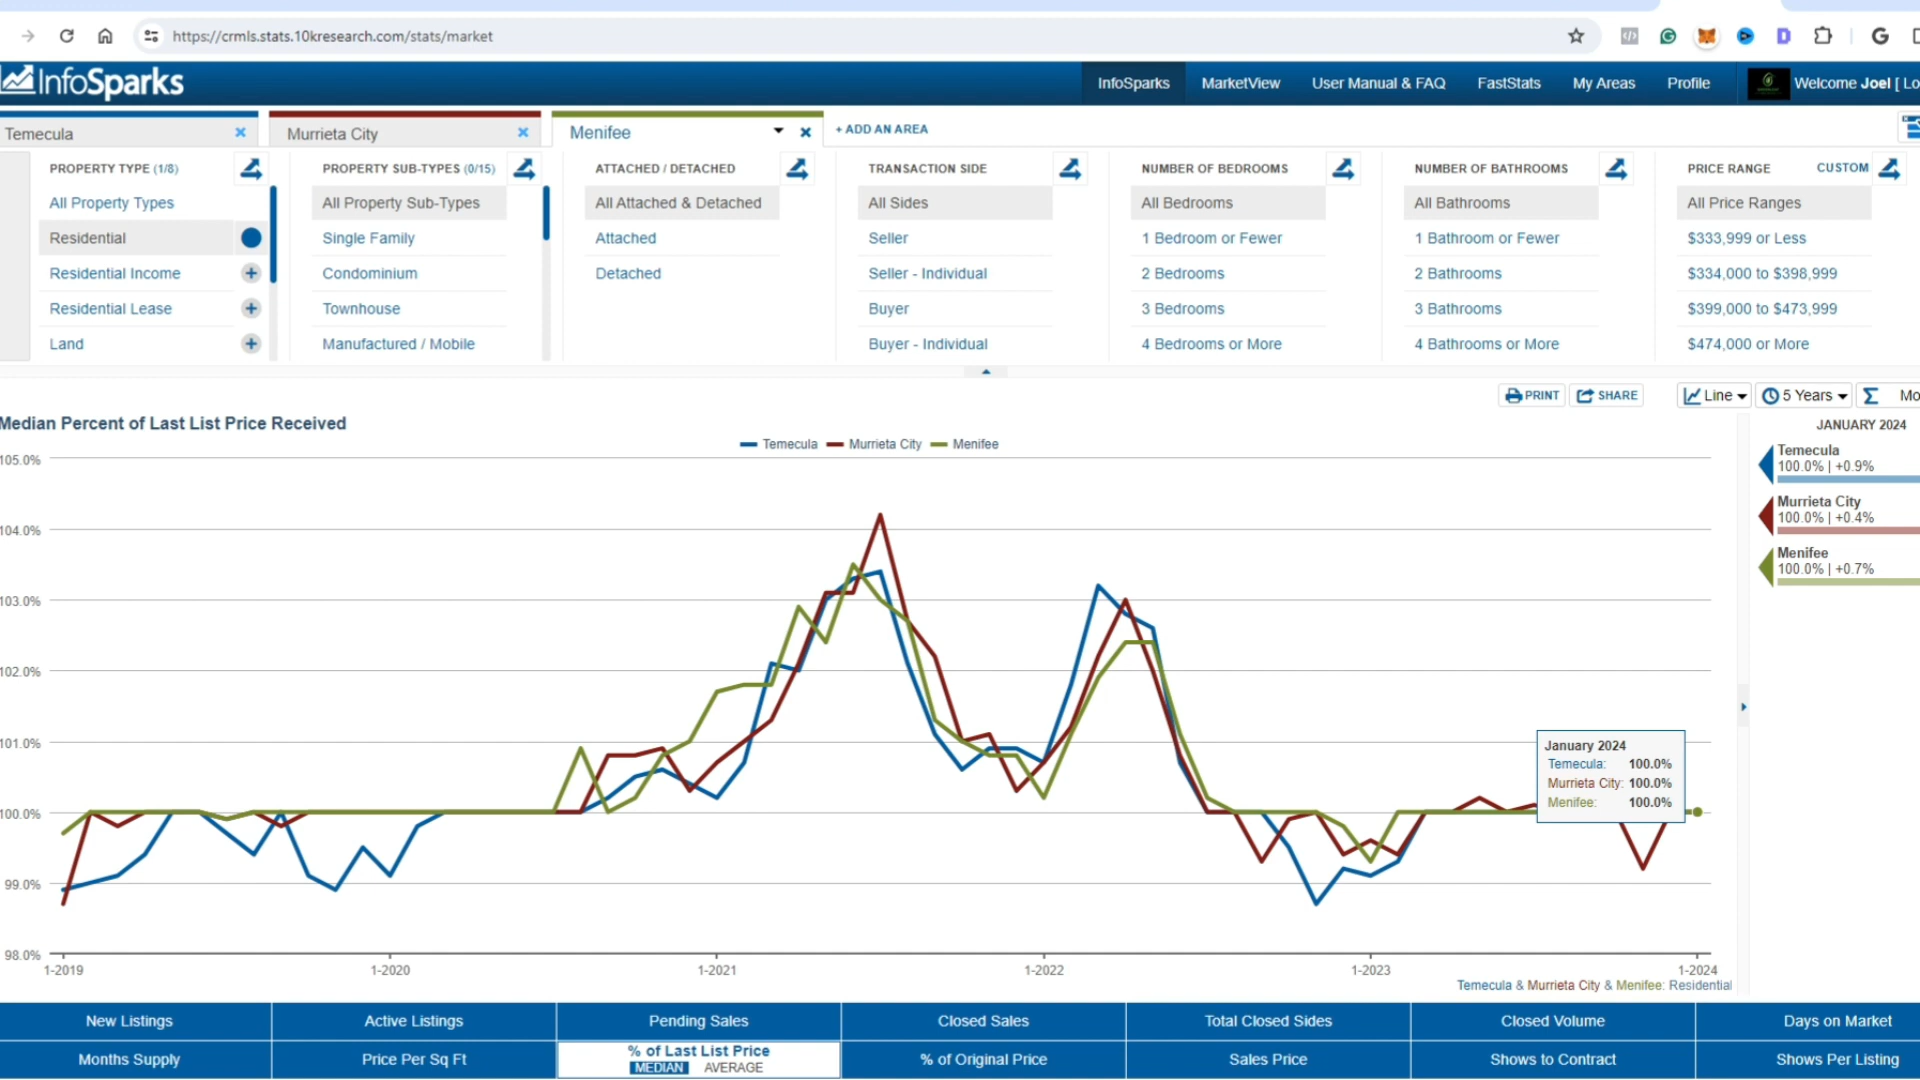 https://crmls.stats.10kresearch.com/stats/market
InfoSparks
InfoSparks MarketView User Manual & FAQ FastStats My Areas Profile Welcome Joel [ Lo
Temecula Murrieta City Menifee + ADD AN AREA
PROPERTY TYPE (1/8) PROPERTY SUB-TYPES (0/15) ATTACHED / DETACHED TRANSACTION SIDE NUMBER OF BEDROOMS NUMBER OF BATHROOMS PRICE RANGE CUSTOM
All Property Types All Property Sub-Types All Attached & Detached All Sides All Bedrooms All Bathrooms All Price Ranges
Residential Single Family Attached Seller 1 Bedroom or Fewer 1 Bathroom or Fewer $333,999 or Less
Residential Income Condominium Detached Seller - Individual 2 Bedrooms 2 Bathrooms $334,000 to $398,999
Residential Lease Townhouse Buyer 3 Bedrooms 3 Bathrooms $399,000 to $473,999
Land Manufactured / Mobile Buyer - Individual 4 Bedrooms or More 4 Bathrooms or More $474,000 or More
PRINT SHARE Line 5 Years Mo
Median Percent of Last List Price Received
JANUARY 2024
Temecula Murrieta City Menifee
Temecula
100.0% | +0.9%
Murrieta City
100.0% | +0.4%
Menifee
100.0% | +0.7%
105.0%
104.0%
103.0%
102.0%
101.0%
100.0%
99.0%
98.0%
January 2024
Temecula: 100.0%
Murrieta City: 100.0%
Menifee: 100.0%
1-2019 1-2020 1-2021 1-2022 1-2023 1-2024
Temecula & Murrieta City & Menifee: Residential
New Listings Active Listings Pending Sales Closed Sales Total Closed Sides Closed Volume Days on Market
Months Supply Price Per Sq Ft % of Last List Price % of Original Price Sales Price Shows to Contract Shows Per Listing
MEDIAN AVERAGE